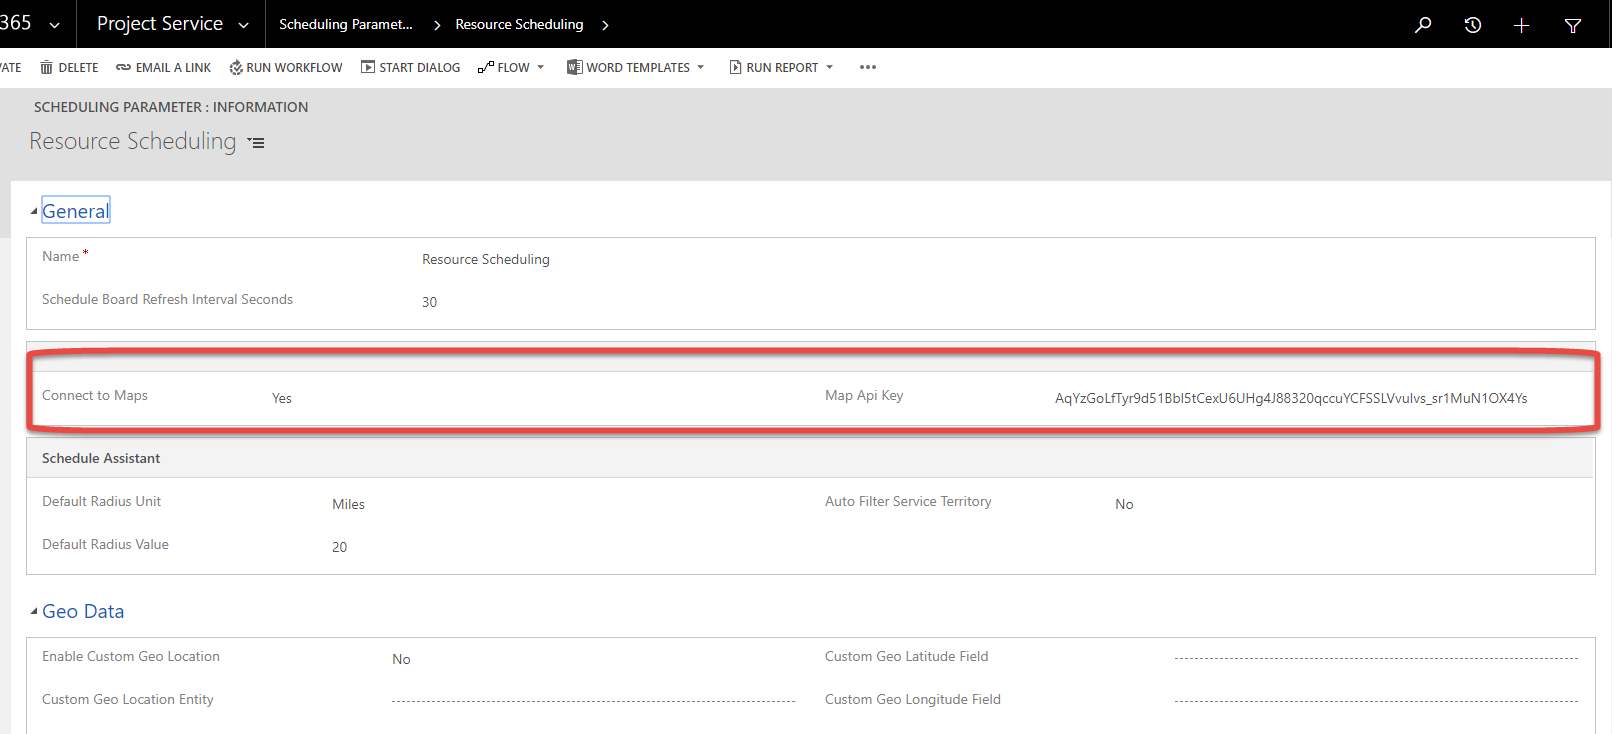 365
Project Service
Scheduling Paramet...
Resource Scheduling
ATE
DELETE
EMAIL A LINK
RUN WORKFLOW
START DIALOG
FLOW
WORD TEMPLATES
RUN REPORT
SCHEDULING PARAMETER : INFORMATION
Resource Scheduling
General
Name *
Resource Scheduling
Schedule Board Refresh Interval Seconds
30
Connect to Maps
Yes
Map Api Key
Schedule Assistant
Default Radius Unit
Miles
Auto Filter Service Territory
No
Default Radius Value
20
Geo Data
Enable Custom Geo Location
No
Custom Geo Latitude Field
Custom Geo Location Entity
Custom Geo Longitude Field